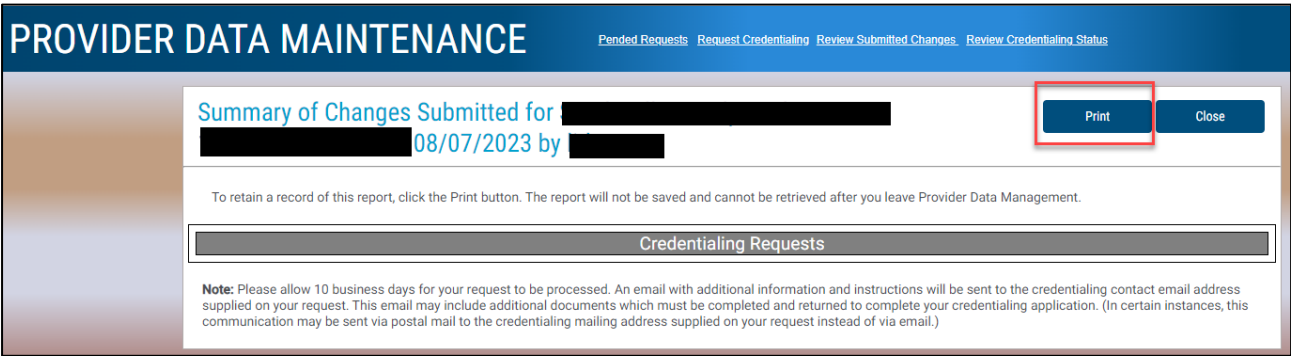 PROVIDER DATA MAINTENANCE
Pended Requests Request Credentialing Review Submitted Changes Review Credentialing Status
Summary of Changes Submitted for
08/07/2023 by
Print
Close
To retain a record of this report, click the Print button. The report will not be saved and cannot be retrieved after you leave Provider Data Management.
Credentialing Requests
Note: Please allow 10 business days for your request to be processed. An email with additional information and instructions will be sent to the credentialing contact email address
supplied on your request. This email may include additional documents which must be completed and returned to complete your credentialing application. (In certain instances, this
communication may be sent via postal mail to the credentialing mailing address supplied on your request instead of via email.)